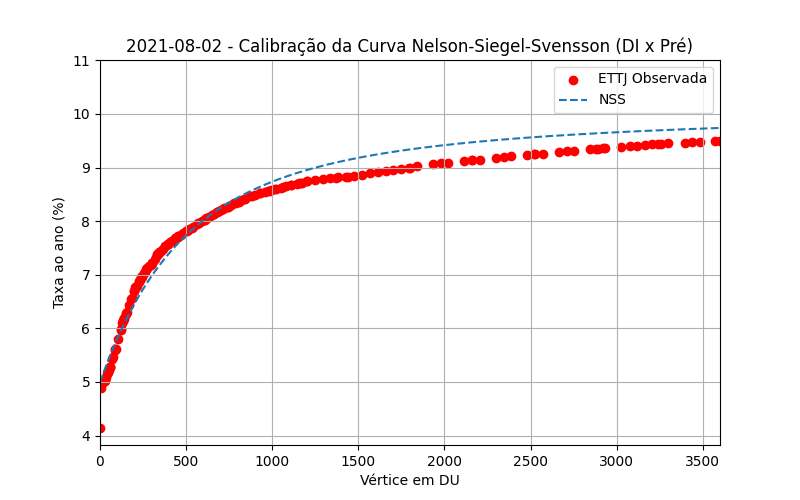 2021-08-02 - Calibração da Curva Nelson-Siegel-Svensson (DI x Pré)
ETTJ Observada
NSS
Taxa ao ano (%)
11
10
9
8
7
6
5
4
0 500 1000 1500 2000 2500 3000 3500
Vértice em DU